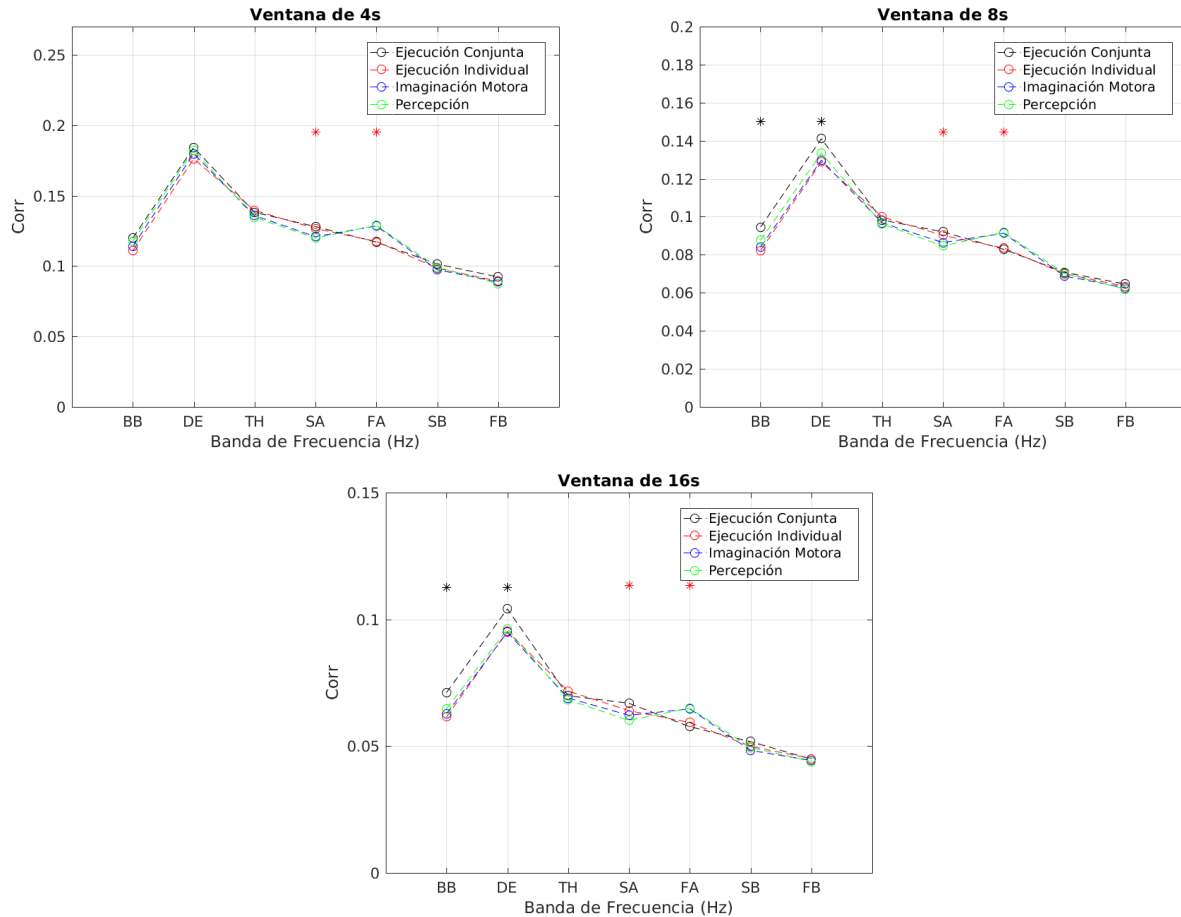 Ventana de 4s
0.25
0.2
0.15
0.1
0.05
0
Corr
Ejecución Conjunta
Ejecución Individual
Imaginación Motora
Percepción
* *
BB DE TH SA FA SB FB
Banda de Frecuencia (Hz)
Ventana de 8s
0.2
0.18
0.16
0.14
0.12
0.1
0.08
0.06
0.04
0.02
0
Corr
Ejecución Conjunta
Ejecución Individual
Imaginación Motora
Percepción
* * * *
BB DE TH SA FA SB FB
Banda de Frecuencia (Hz)
Ventana de 16s
0.15
0.1
0.05
0
Corr
Ejecución Conjunta
Ejecución Individual
Imaginación Motora
Percepción
* * * *
BB DE TH SA FA SB FB
Banda de Frecuencia (Hz)